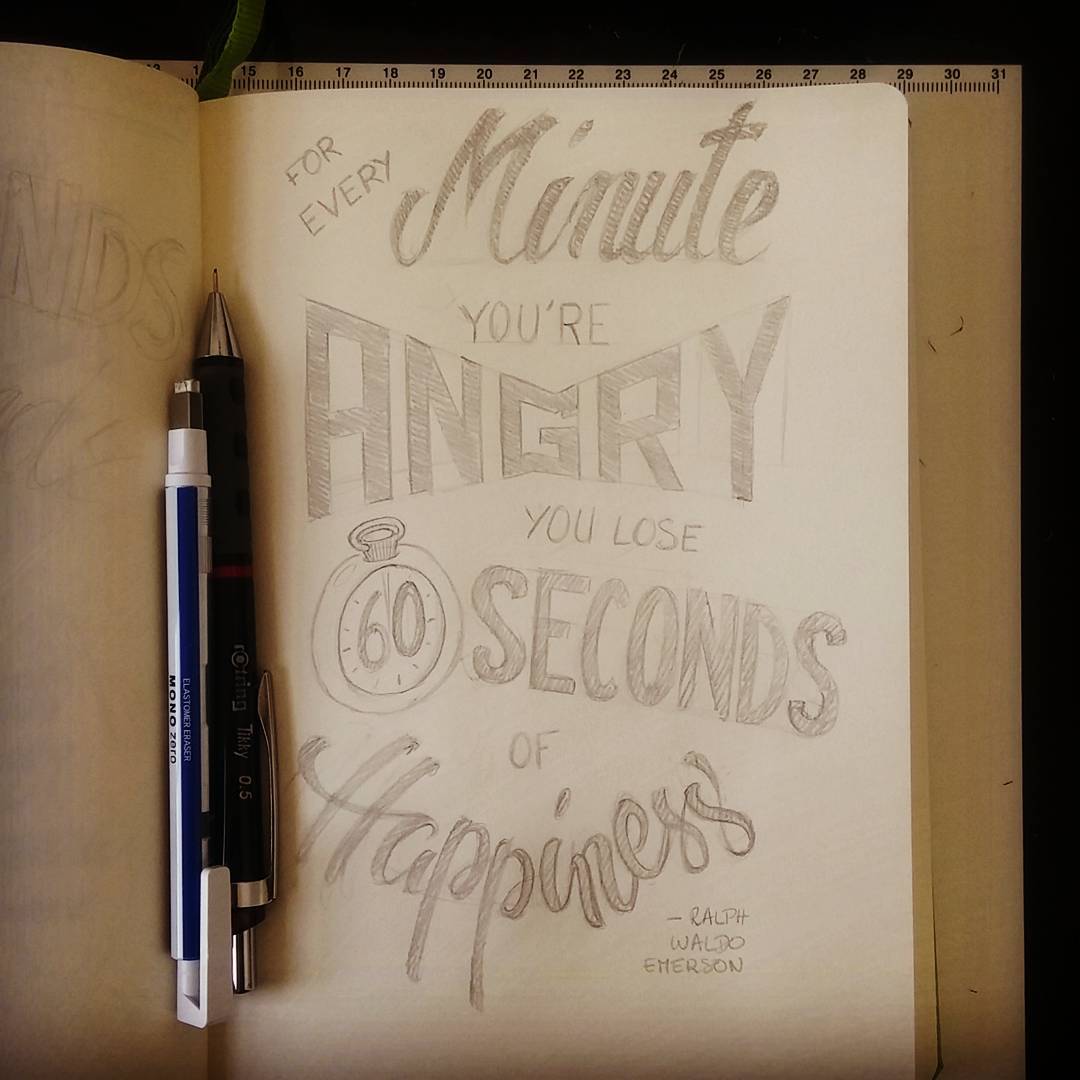 15 16 17 18 19 20 21 22 23 24 25 26 27 28 29 30 31
FOR
EVERY
Minute
YOU'RE
ANGRY
YOU LOSE
60 SECONDS
OF
Happiness
— RALPH
WALDO
EMERSON
NDS
ELASTOMER ERASER
MONO zero
rotring Tikky 0.5